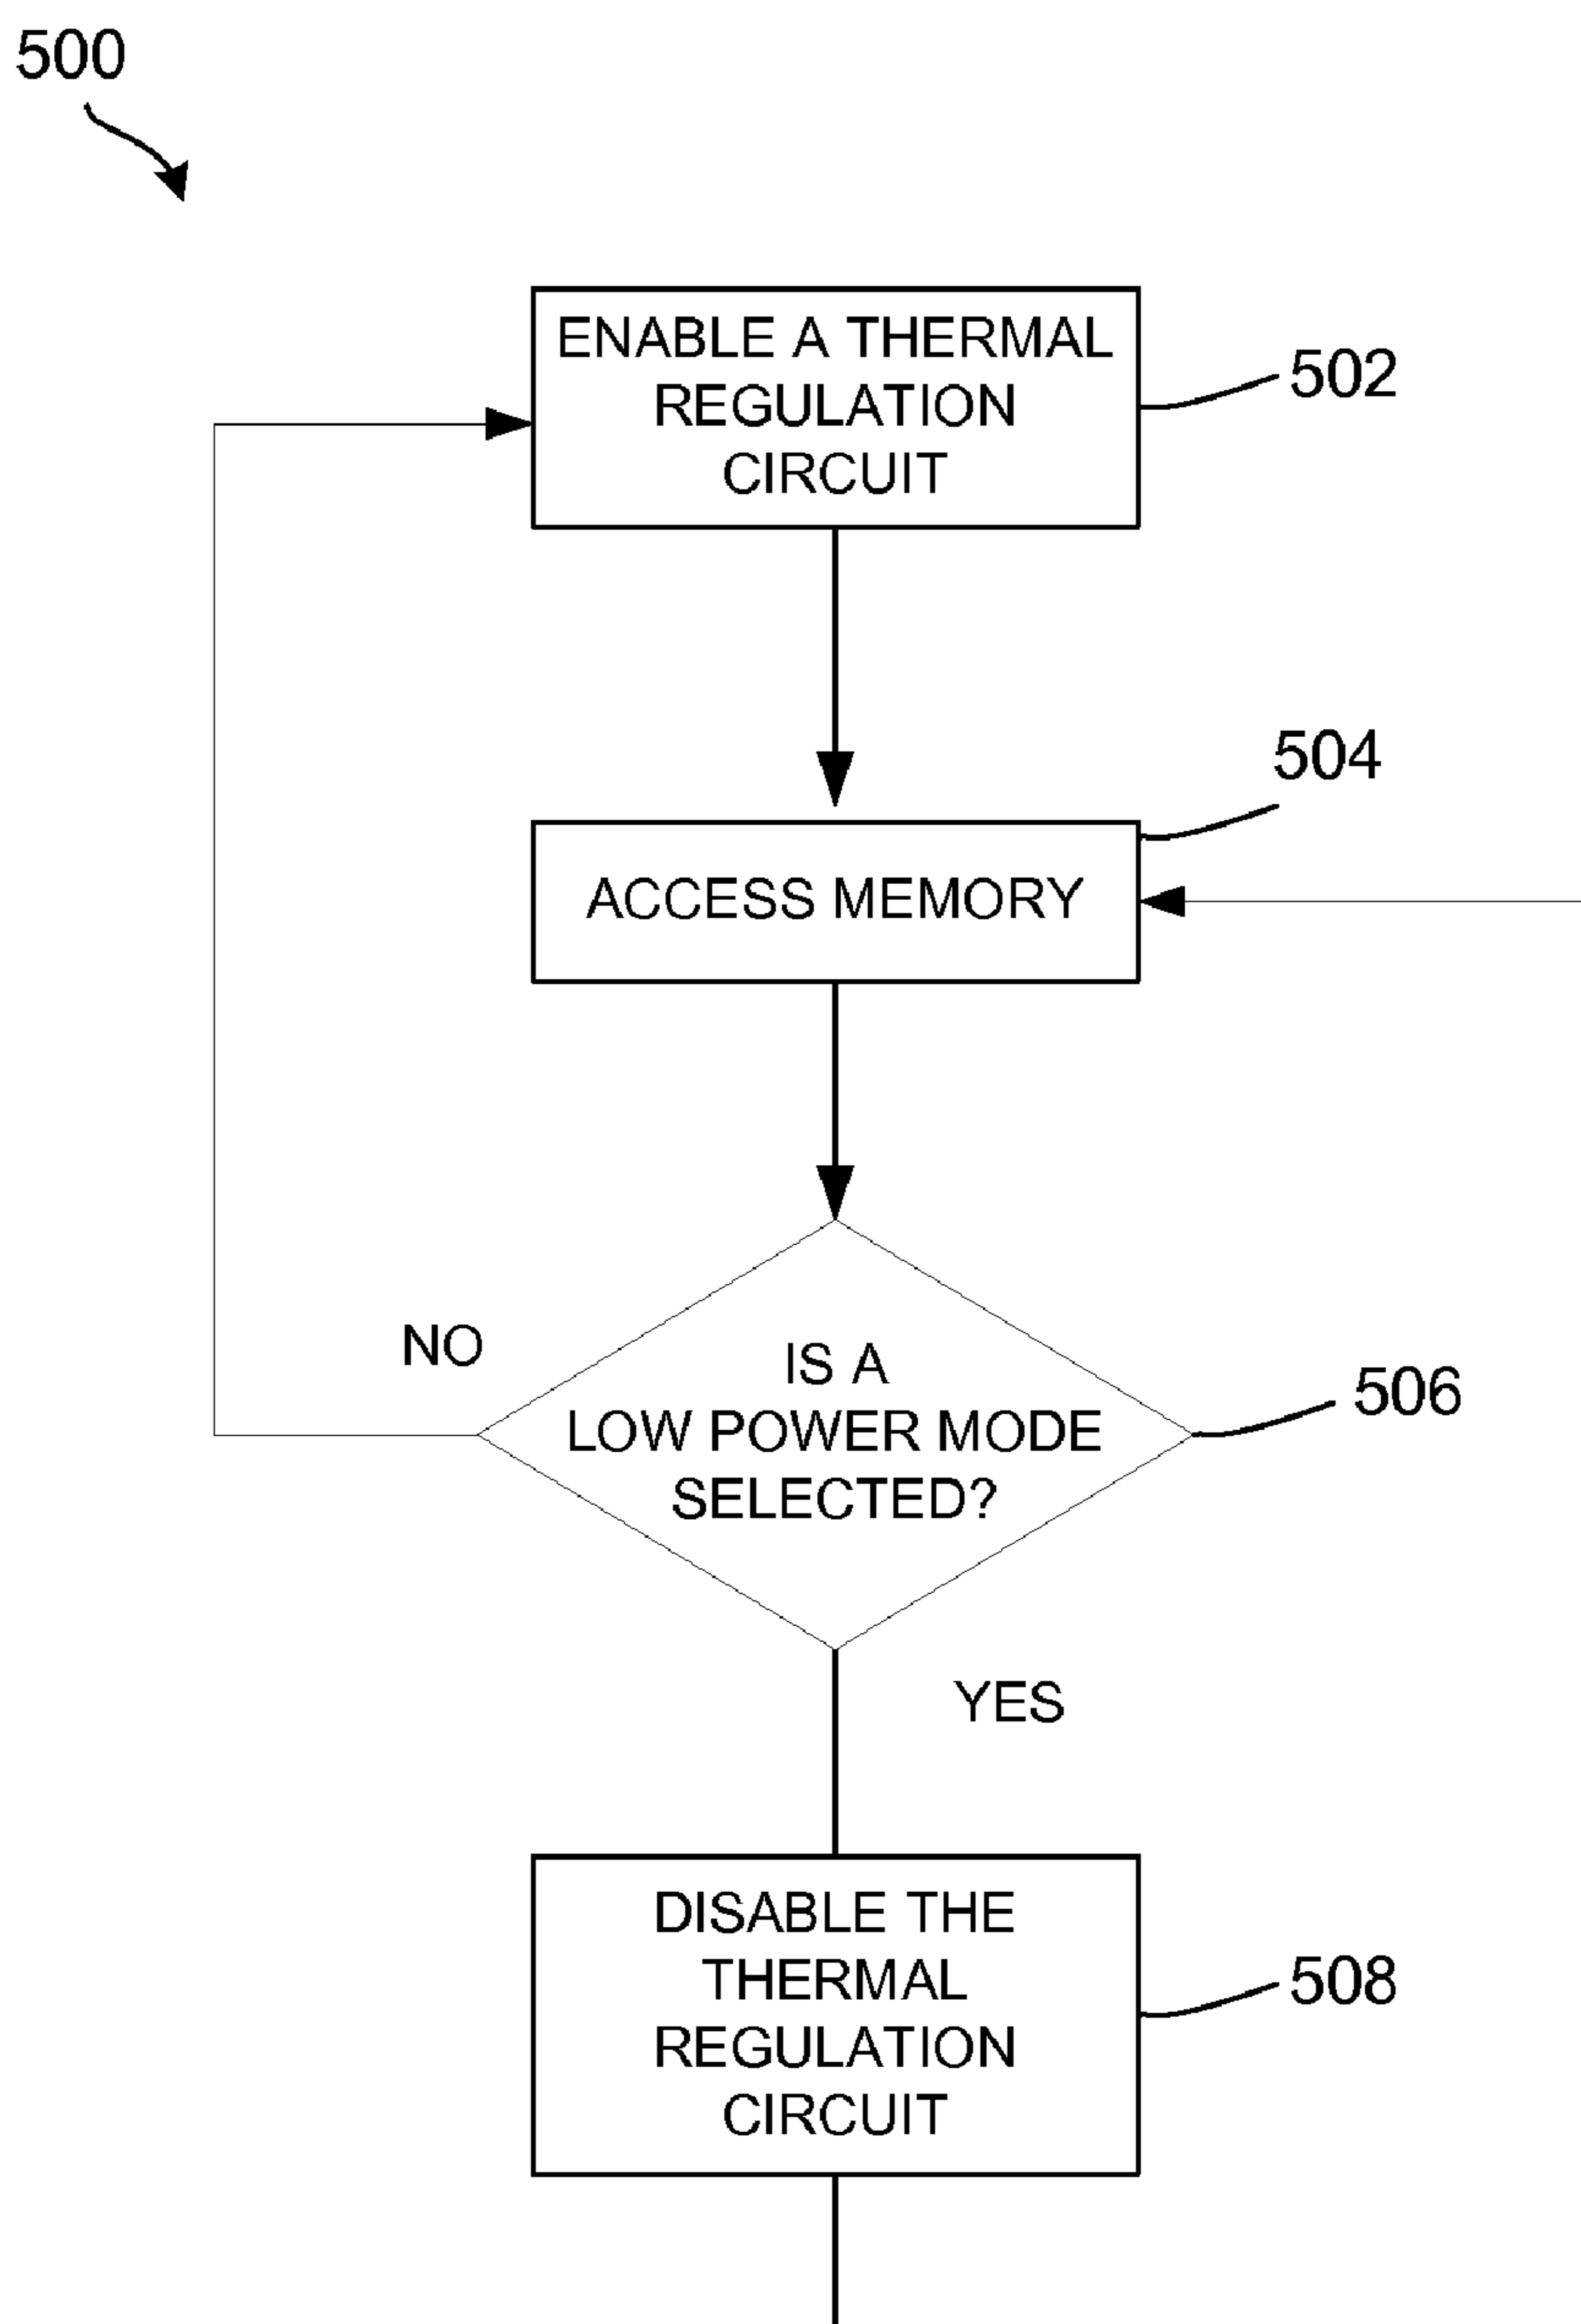 500
ENABLE A THERMAL
REGULATION
CIRCUIT
502
504
ACCESS MEMORY
NO
IS A
LOW POWER MODE
SELECTED?
506
YES
DISABLE THE
THERMAL
REGULATION
CIRCUIT
508